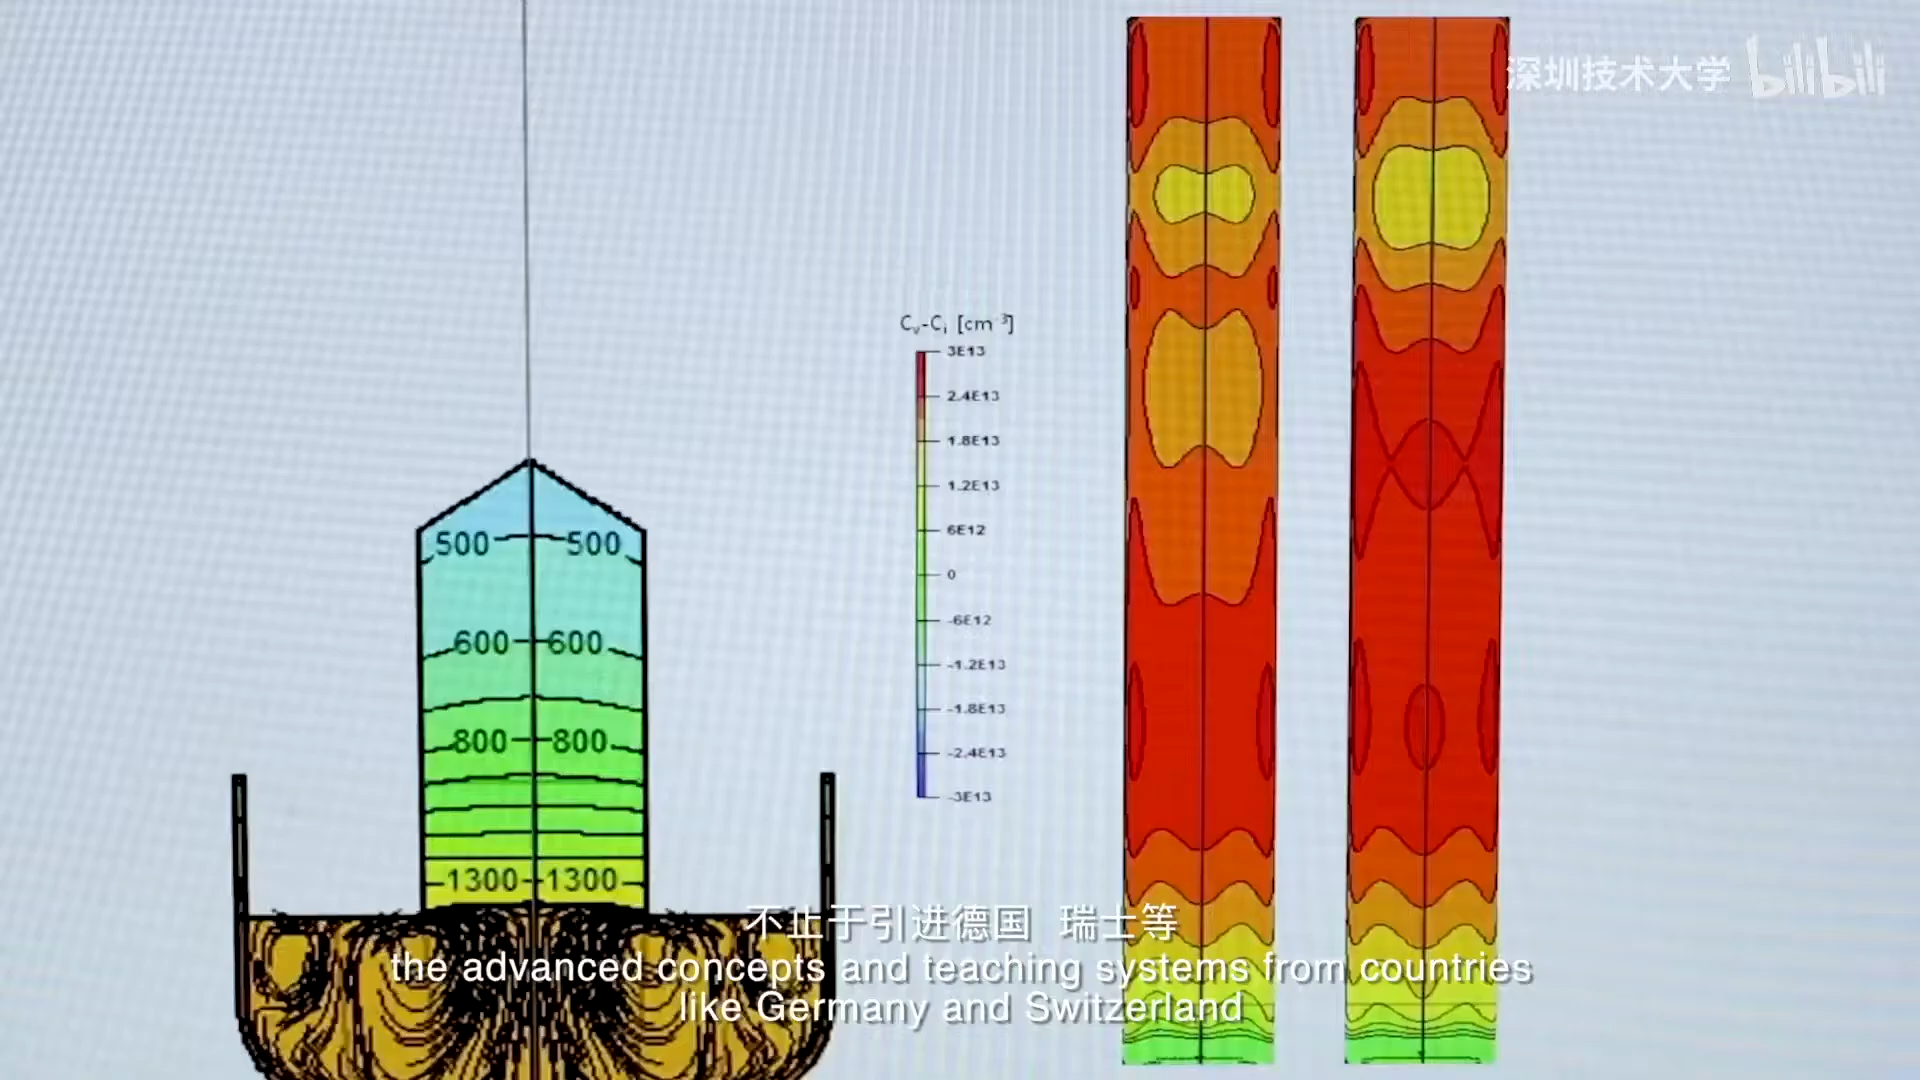 深圳技术大学 bilibili
Cv-Ci [cm-3]
3E13
2.4E13
1.8E13
1.2E13
6E12
0
-6E12
-1.2E13
-1.8E13
-2.4E13
-3E13
500 500
600 600
800 800
1300 1300
不止于引进德国 瑞士等
the advanced concepts and teaching systems from countries
like Germany and Switzerland